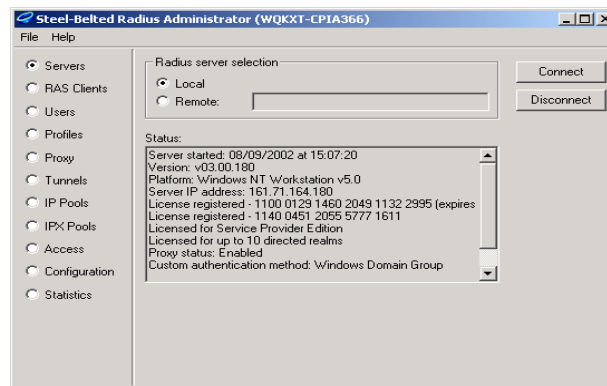 Steel-Belted Radius Administrator (WQKXT-CPIA366)
File Help
Servers
RAS Clients
Users
Profiles
Proxy
Tunnels
IP Pools
IPX Pools
Access
Configuration
Statistics
Radius server selection
Local
Remote:
Connect
Disconnect
Status:
Server started: 08/09/2002 at 15:07:20
Version: v03.00.180
Platform: Windows NT Workstation v5.0
Server IP address: 161.71.164.180
License registered - 1100 0129 1460 2049 1132 2995 (expires
License registered - 1140 0451 2055 5777 1611
Licensed for Service Provider Edition
Licensed for up to 10 directed realms
Proxy status: Enabled
Custom authentication method: Windows Domain Group